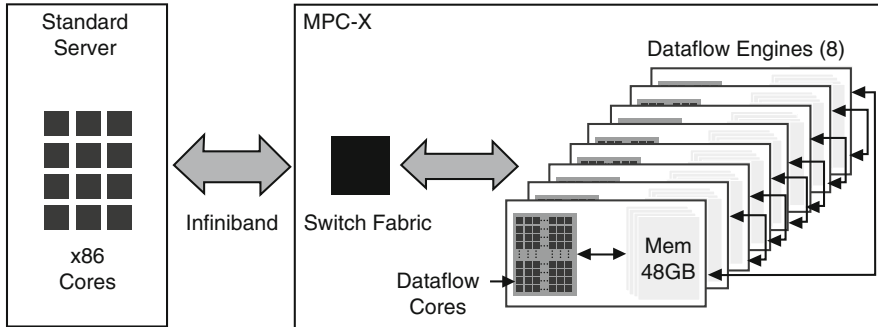 Standard
Server
x86
Cores
Infiniband
MPC-X
Switch Fabric
Dataflow Engines (8)
Dataflow
Cores
Mem
48GB